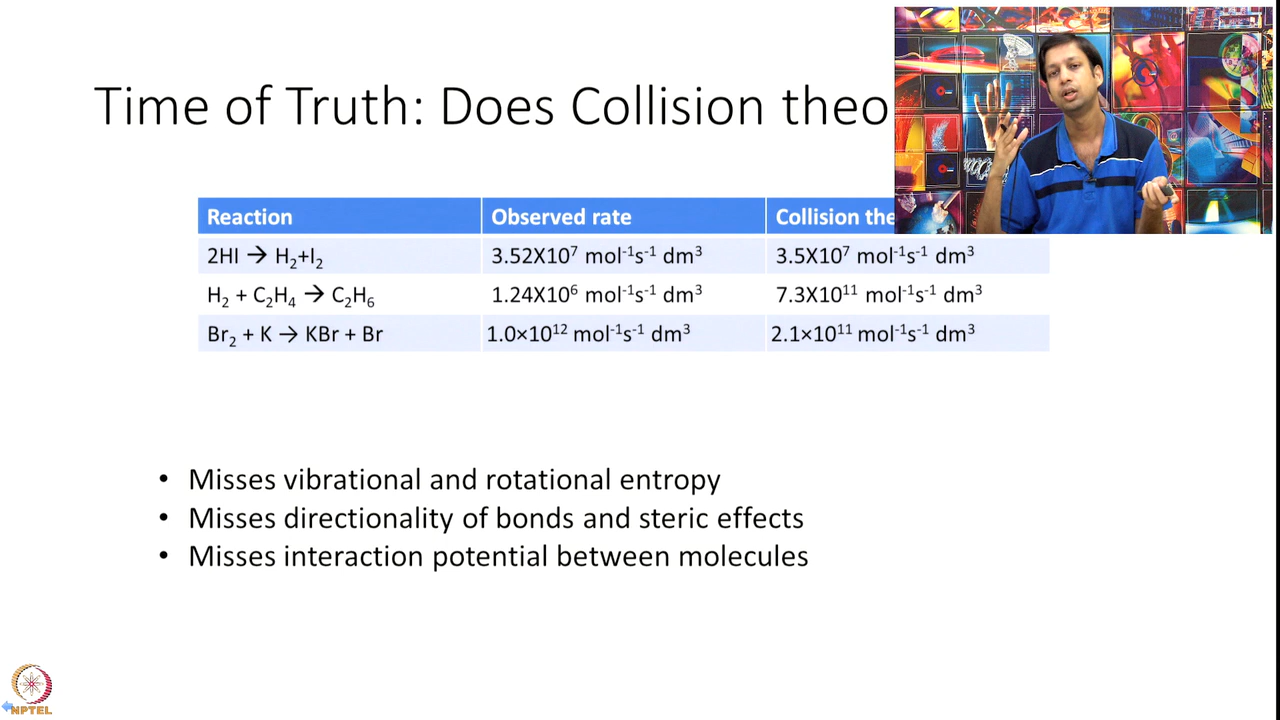 Time of Truth: Does Collision theo
Reaction Observed rate Collision the
2HI → H₂+I₂ 3.52X10⁷ mol⁻¹s⁻¹ dm³ 3.5X10⁷ mol⁻¹s⁻¹ dm³
H₂ + C₂H₄ → C₂H₆ 1.24X10⁶ mol⁻¹s⁻¹ dm³ 7.3X10¹¹ mol⁻¹s⁻¹ dm³
Br₂ + K → KBr + Br 1.0×10¹² mol⁻¹s⁻¹ dm³ 2.1×10¹¹ mol⁻¹s⁻¹ dm³
• Misses vibrational and rotational entropy
• Misses directionality of bonds and steric effects
• Misses interaction potential between molecules
NPTEL